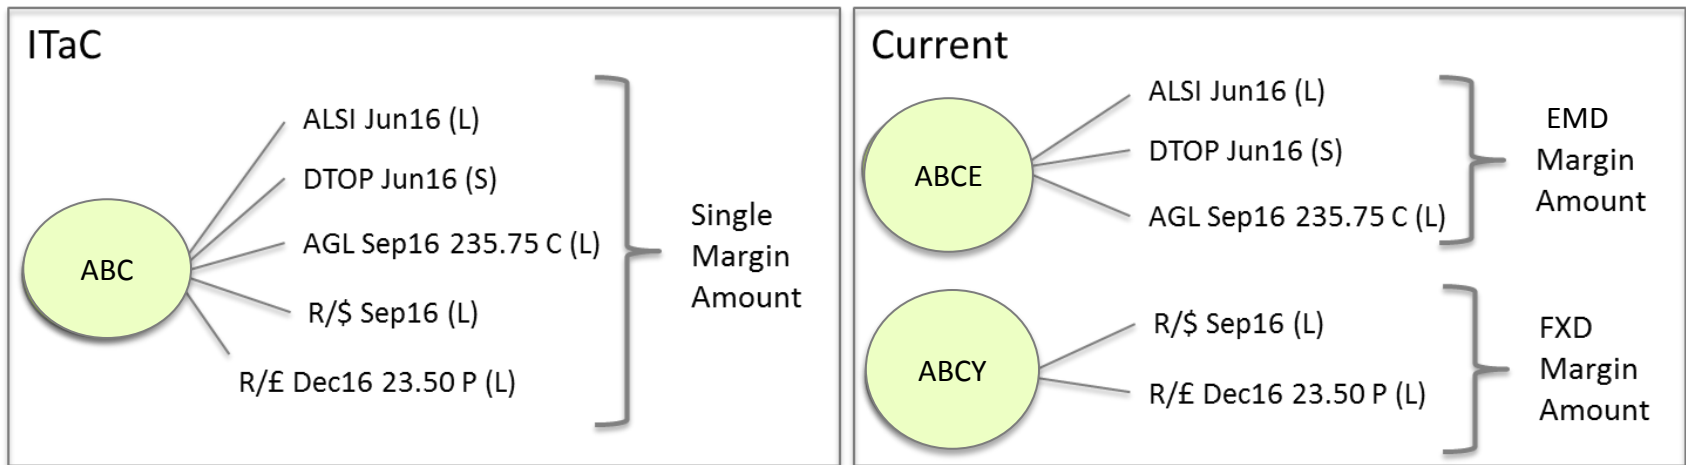 ITaC
ABC
ALSI Jun16 (L)
DTOP Jun16 (S)
AGL Sep16 235.75 C (L)
R/$ Sep16 (L)
R/£ Dec16 23.50 P (L)
Single
Margin
Amount
Current
ABCE
ALSI Jun16 (L)
DTOP Jun16 (S)
AGL Sep16 235.75 C (L)
EMD
Margin
Amount
ABCY
R/$ Sep16 (L)
R/£ Dec16 23.50 P (L)
FXD
Margin
Amount